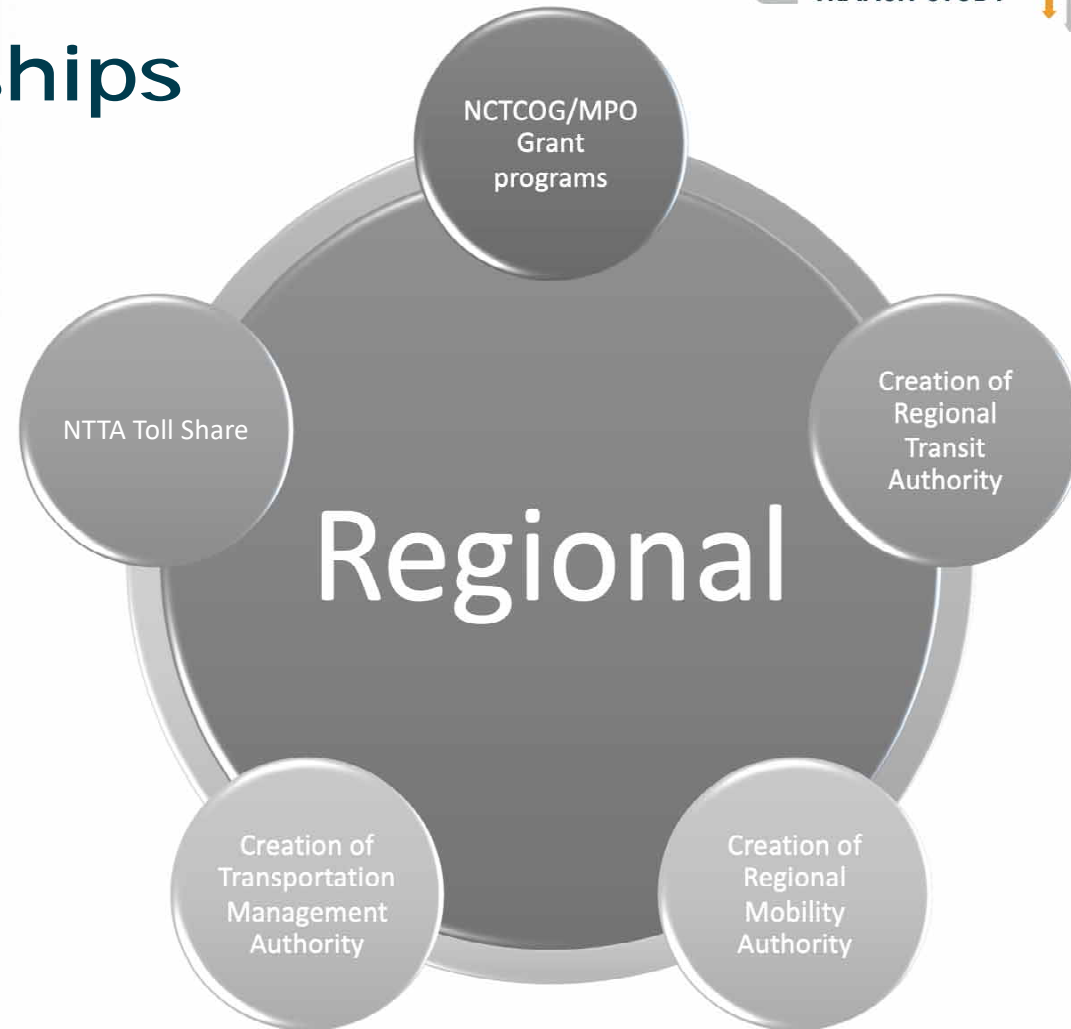 ships
NCTCOG/MPO
Grant
programs
NTTA Toll Share
Creation of
Regional
Transit
Authority
Regional
Creation of
Transportation
Management
Authority
Creation of
Regional
Mobility
Authority